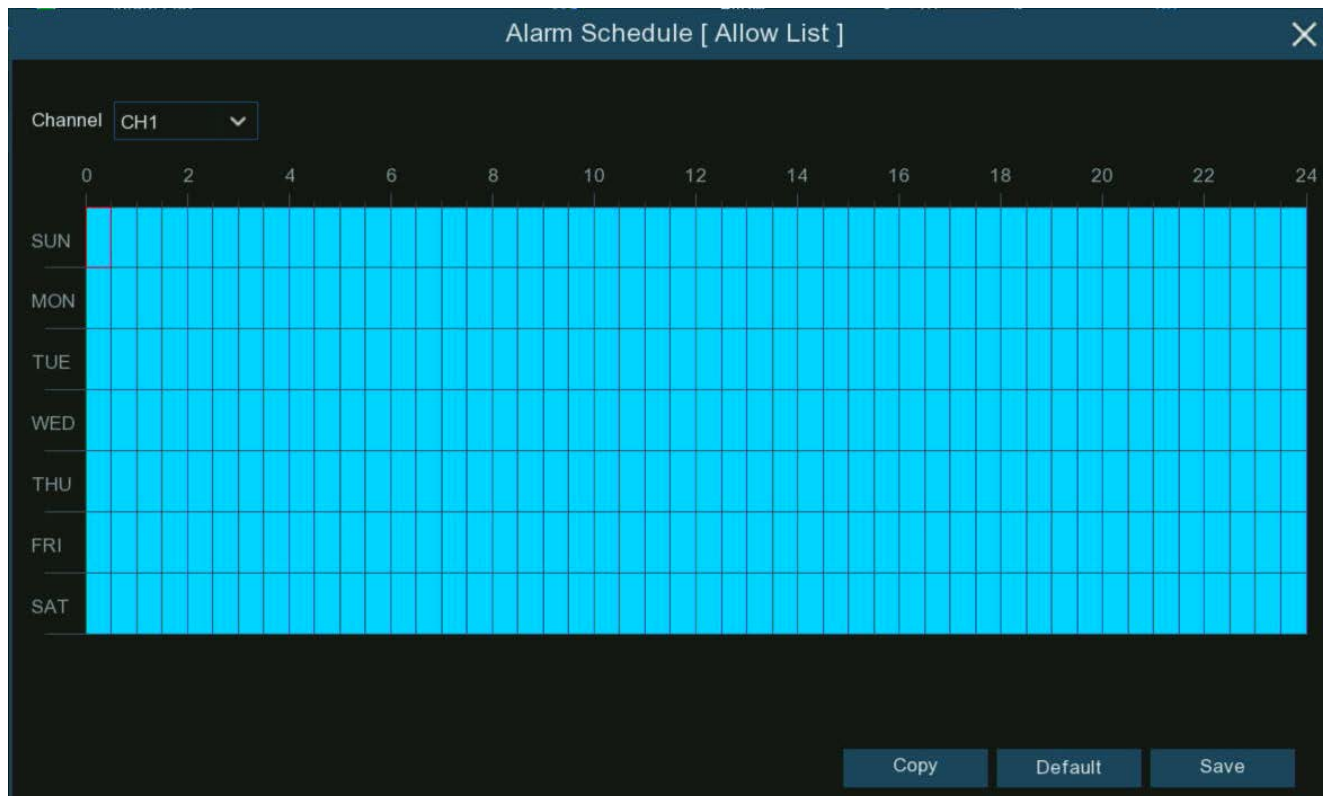 Alarm Schedule [ Allow List ]
Channel CH1
0 2 4 6 8 10 12 14 16 18 20 22 24
SUN
MON
TUE
WED
THU
FRI
SAT
Copy Default Save